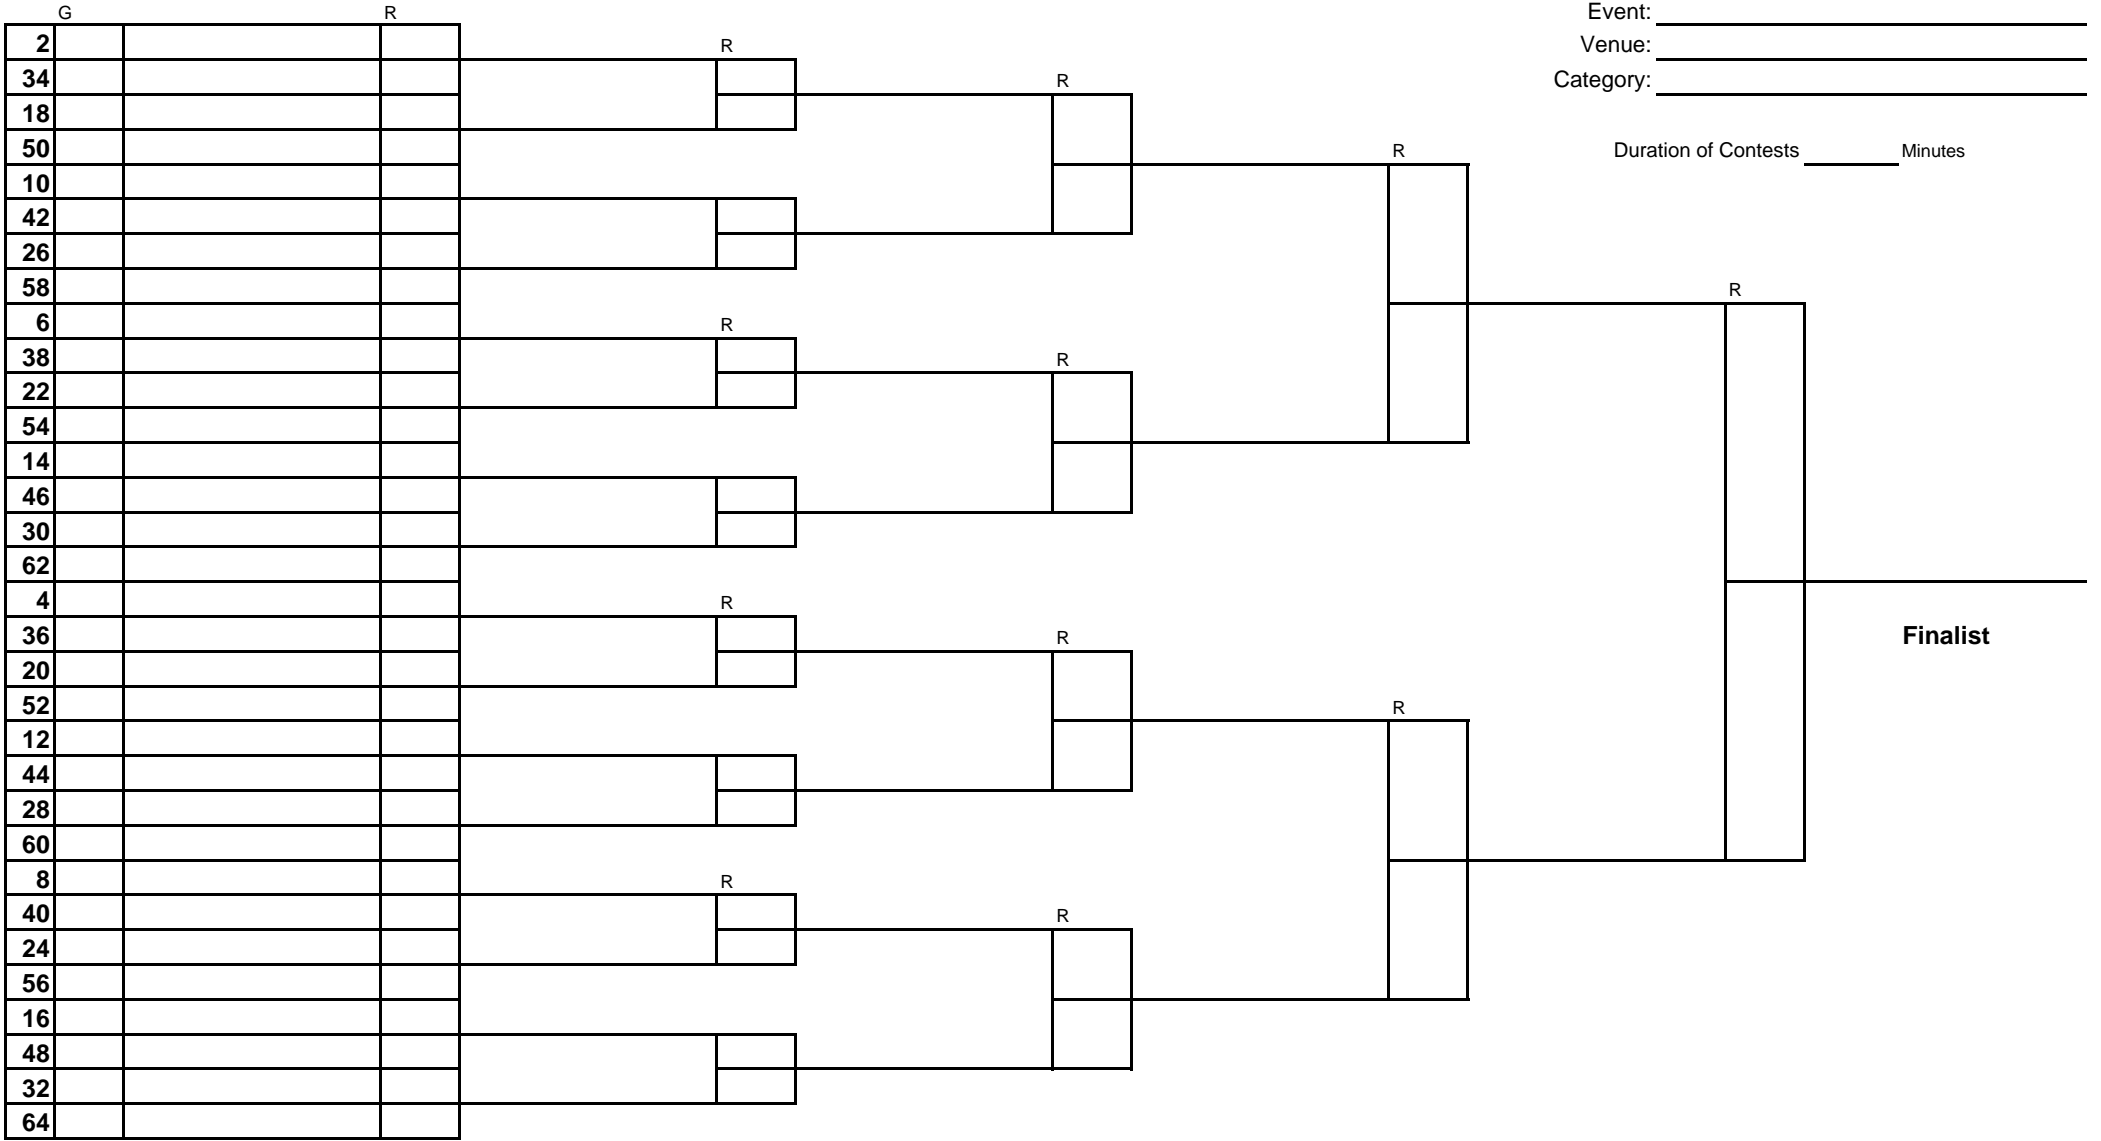 G R Event:
2 R Venue:
34 R Category:
18
50 R Duration of Contests Minutes
10
42
26
58 R
6 R
38 R
22
54
14
46
30
62
4 R
36 R Finalist
20
52 R
12
44
28
60
8 R
40 R
24
56
16
48
32
64